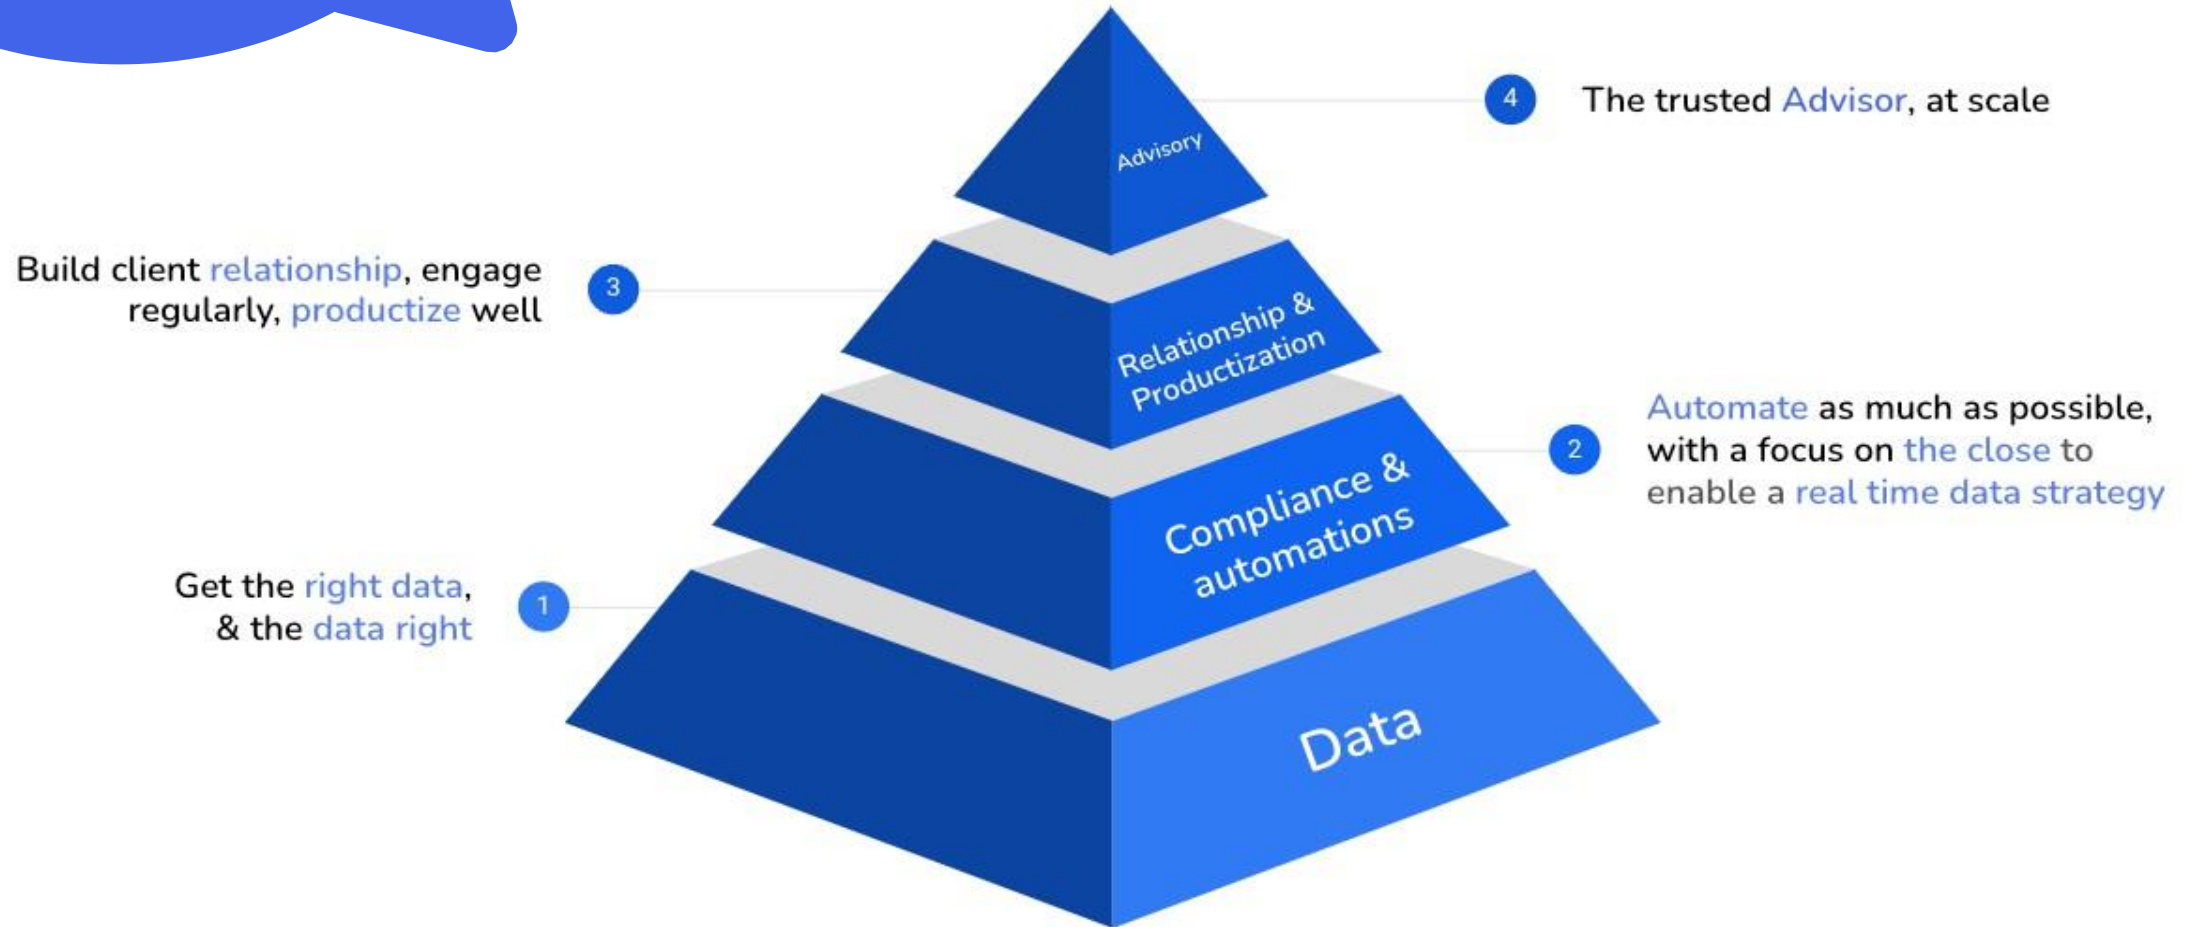 4
The trusted Advisor, at scale
Advisory
Build client relationship, engage
regularly, productize well
3
Relationship &
Productization
Automate as much as possible,
with a focus on the close to
enable a real time data strategy
2
Compliance &
automations
Get the right data,
& the data right
1
Data